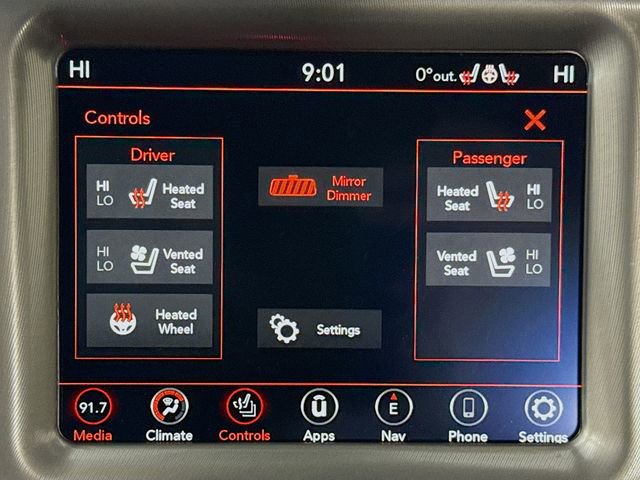 HI 9:01 0°out. HI
Controls
Driver
HI
LO
Heated
Seat
HI
LO
Vented
Seat
Heated
Wheel
Mirror
Dimmer
Settings
Passenger
Heated
Seat
HI
LO
Vented
Seat
HI
LO
91.7 ū E
Media Climate Controls Apps Nav Phone Settings